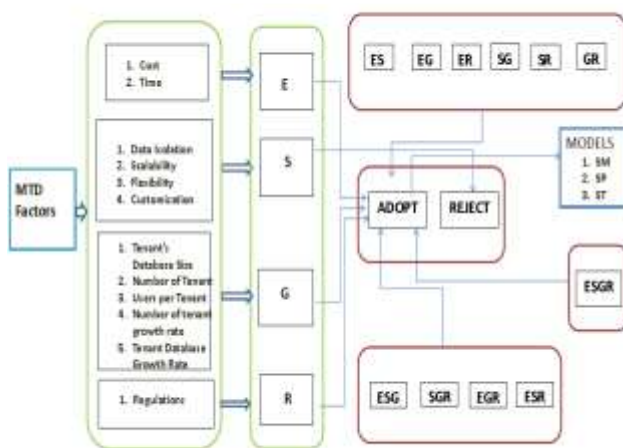 MTD
Factors
1. Cost
2. Time
1. Data Isolation
2. Scalability
3. Flexibility
4. Customization
1. Tenant's
Database Size
2. Number of Tenant
3. Users per Tenant
4. Number of tenant
growth rate
5. Tenant Database
Growth Rate
1. Regulations
E
S
G
R
ES EG ER SG SR GR
ADOPT REJECT
MODELS
1. SM
2. SP
3. ST
ESGR
ESG SGR EGR ESR